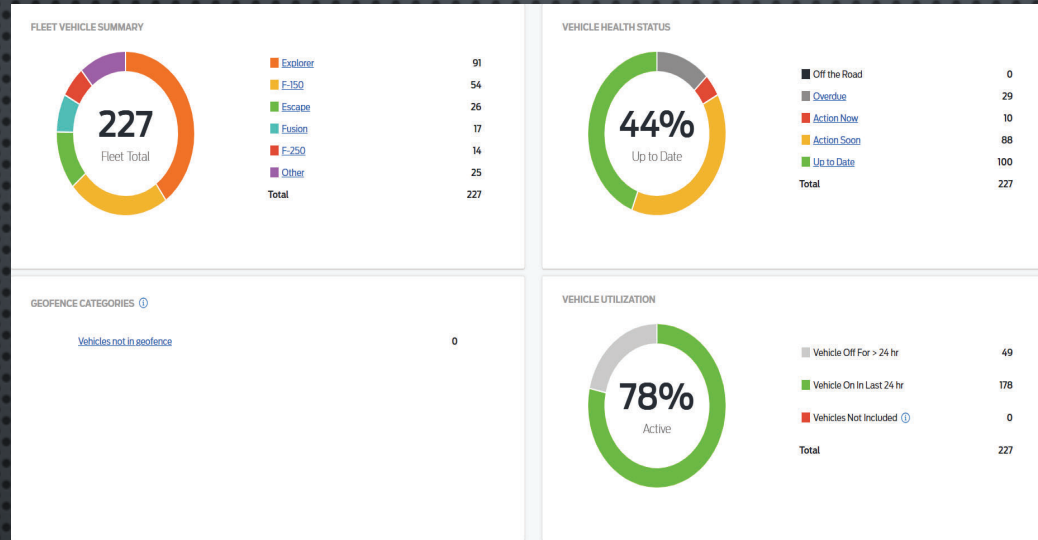 FLEET VEHICLE SUMMARY
227
Fleet Total
Explorer 91
F-150 54
Escape 26
Fusion 17
F-250 14
Other 25
Total 227
VEHICLE HEALTH STATUS
44%
Up to Date
Off the Road 0
Overdue 29
Action Now 10
Action Soon 88
Up to Date 100
Total 227
GEOFENCE CATEGORIES
Vehicles not in geofence 0
VEHICLE UTILIZATION
78%
Active
Vehicle Off For > 24 hr 49
Vehicle On In Last 24 hr 178
Vehicles Not Included 0
Total 227